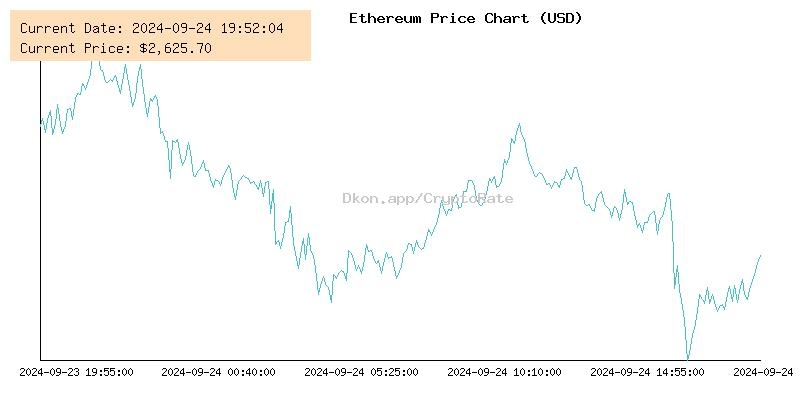 Ethereum Price Chart (USD)
Current Date: 2024-09-24 19:52:04
Current Price: $2,625.70
Dkon.app/CryptoRate
2024-09-23 19:55:00 2024-09-24 00:40:00 2024-09-24 05:25:00 2024-09-24 10:10:00 2024-09-24 14:55:00 2024-09-24